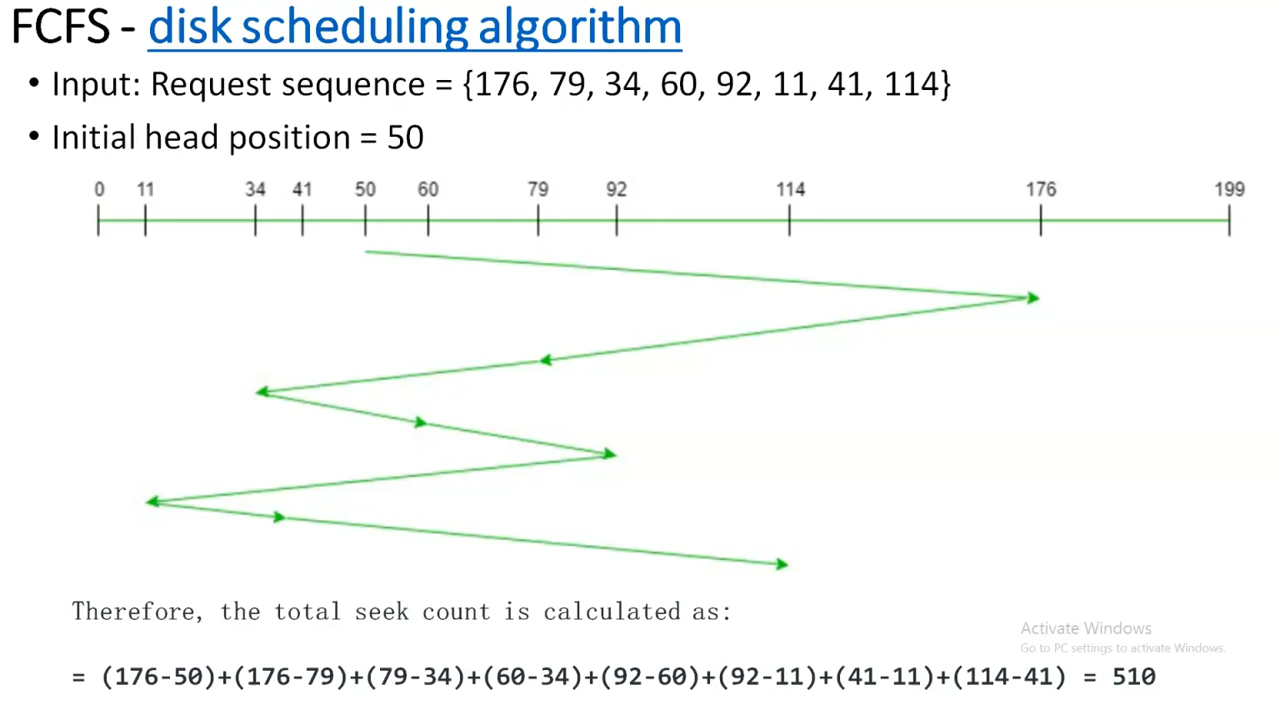 FCFS - disk scheduling algorithm
• Input: Request sequence = {176, 79, 34, 60, 92, 11, 41, 114}
• Initial head position = 50
0 11 34 41 50 60 79 92 114 176 199
Therefore, the total seek count is calculated as:
Activate Windows
Go to PC settings to activate Windows.
= (176-50)+(176-79)+(79-34)+(60-34)+(92-60)+(92-11)+(41-11)+(114-41) = 510